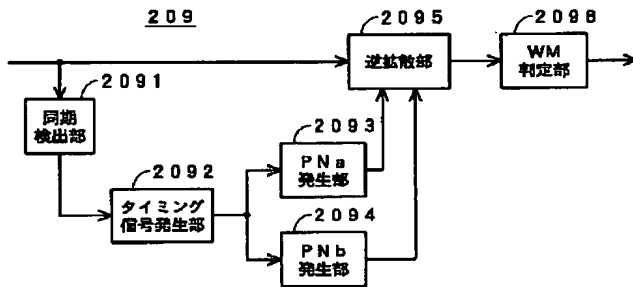 209
2095
2098
逆拡散部
WM
判定部
2091
同期
検出部
2093
PNa
発生部
2092
タイミング
信号発生部
2094
PNb
発生部